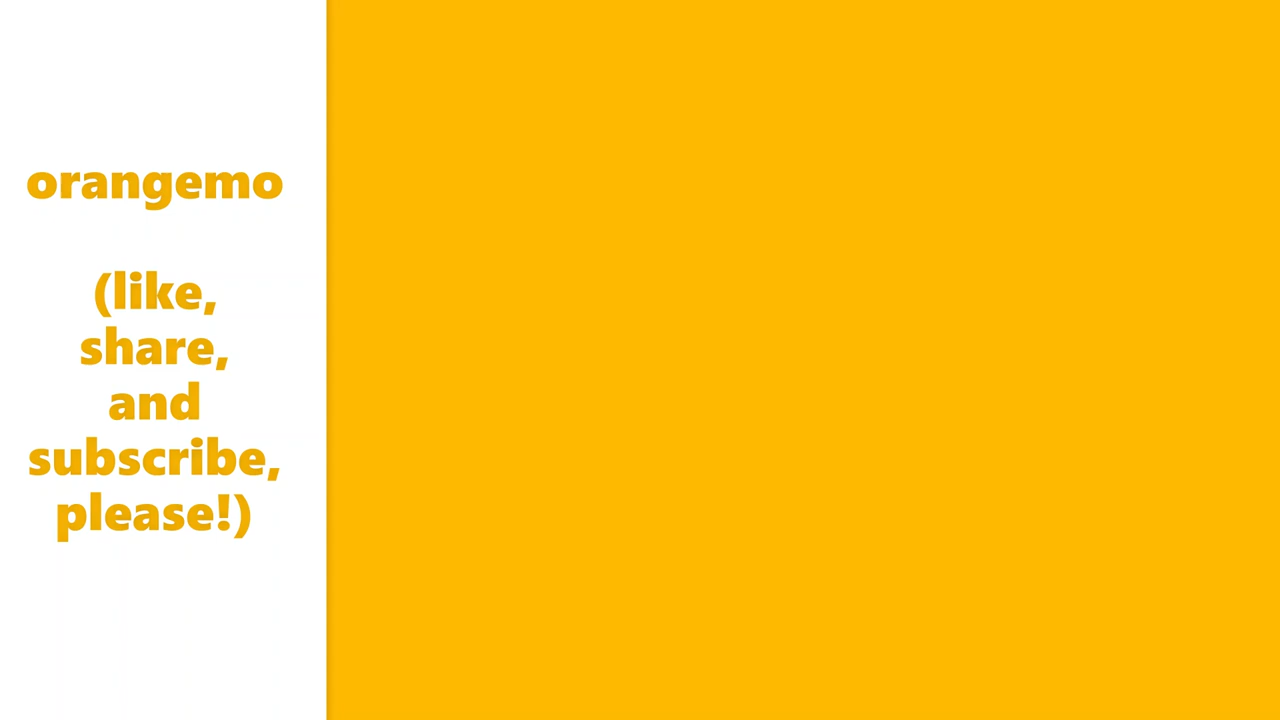 orangemo
(like,
share,
and
subscribe,
please!)